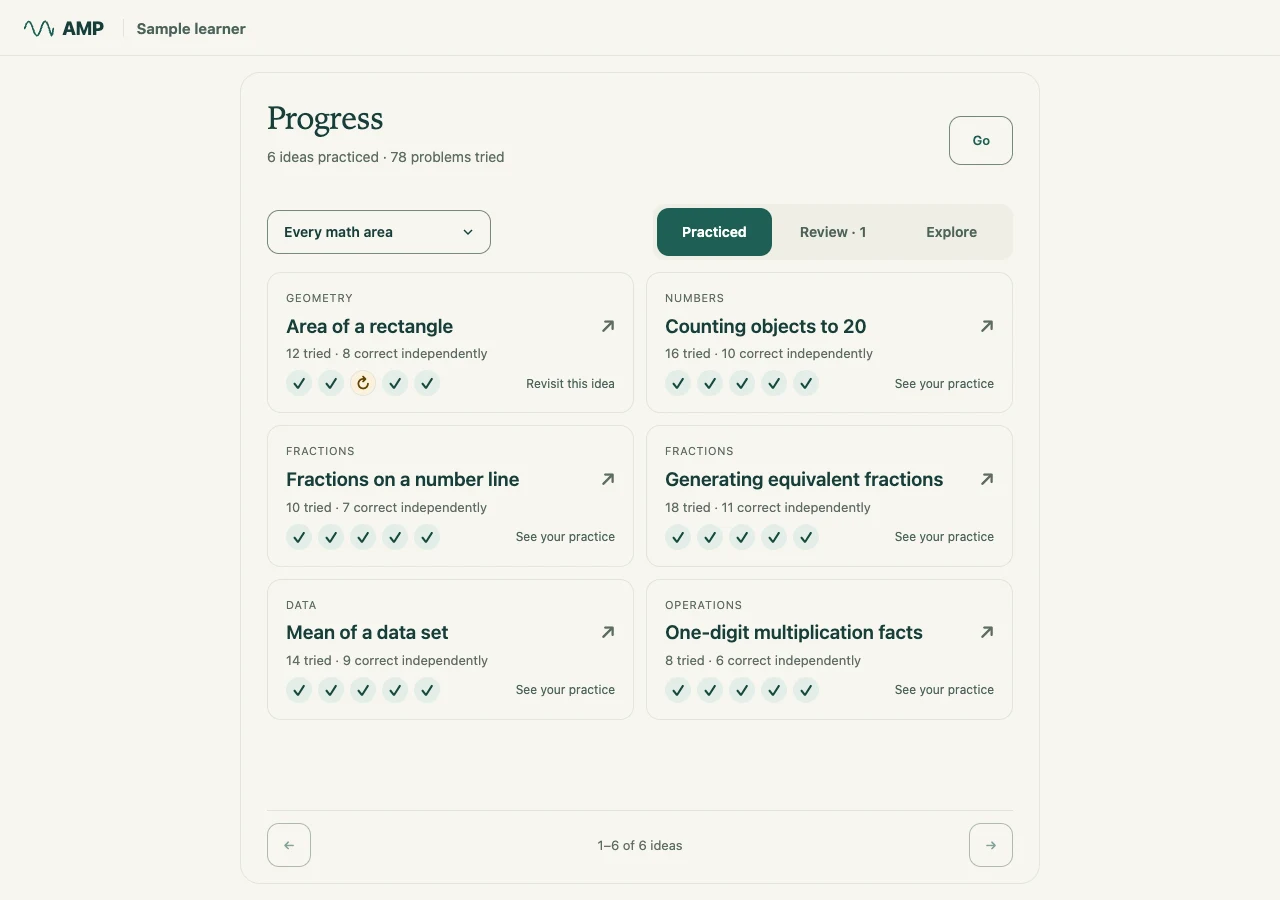 AMP
Sample learner
Progress
6 ideas practiced · 78 problems tried
Go
Every math area
Practiced
Review · 1
Explore
GEOMETRY
Area of a rectangle
12 tried · 8 correct independently
Revisit this idea
NUMBERS
Counting objects to 20
16 tried · 10 correct independently
See your practice
FRACTIONS
Fractions on a number line
10 tried · 7 correct independently
See your practice
FRACTIONS
Generating equivalent fractions
18 tried · 11 correct independently
See your practice
DATA
Mean of a data set
14 tried · 9 correct independently
See your practice
OPERATIONS
One-digit multiplication facts
8 tried · 6 correct independently
See your practice
1–6 of 6 ideas